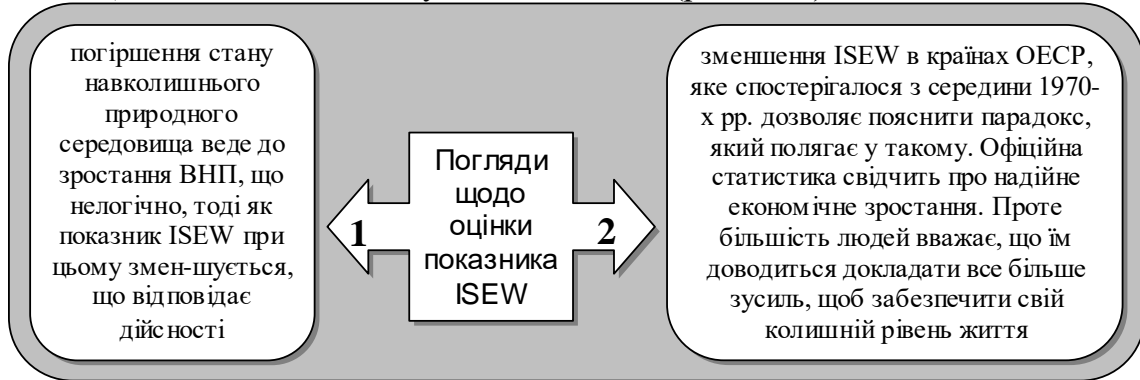 погіршення стану
навколишнього
природного
середовища веде до
зростання ВНП, що
нелогічно, тоді як
показник ISEW при
цьому змен-шується,
що відповідає
дійсності
1
Погляди
щодо
оцінки
показника
ISEW
2
зменшення ISEW в країнах ОЕСР,
яке спостерігалося з середини 1970-
х рр. дозволяє пояснити парадокс,
який полягає у такому. Офіційна
статистика свідчить про надійне
економічне зростання. Проте
більшість людей вважає, що їм
доводиться докладати все більше
зусиль, щоб забезпечити свій
колишній рівень життя